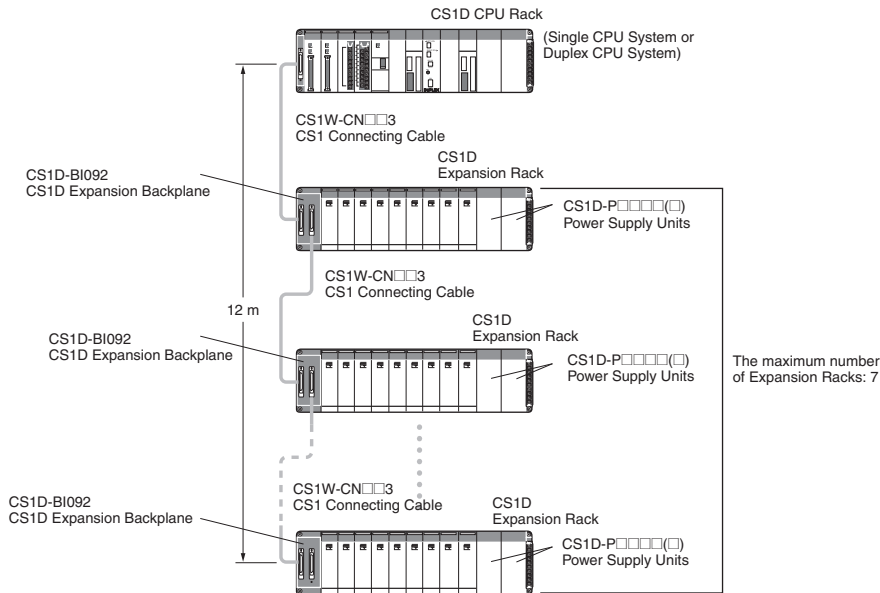 CS1D CPU Rack
(Single CPU System or
Duplex CPU System)
CS1W-CN□□3
CS1 Connecting Cable
CS1D-BI092
CS1D Expansion Backplane
CS1D
Expansion Rack
CS1D-P□□□□(□)
Power Supply Units
CS1W-CN□□3
CS1 Connecting Cable
12 m
CS1D-BI092
CS1D Expansion Backplane
CS1D
Expansion Rack
CS1D-P□□□□(□)
Power Supply Units
The maximum number
of Expansion Racks: 7
CS1W-CN□□3
CS1 Connecting Cable
CS1D-BI092
CS1D Expansion Backplane
CS1D
Expansion Rack
CS1D-P□□□□(□)
Power Supply Units